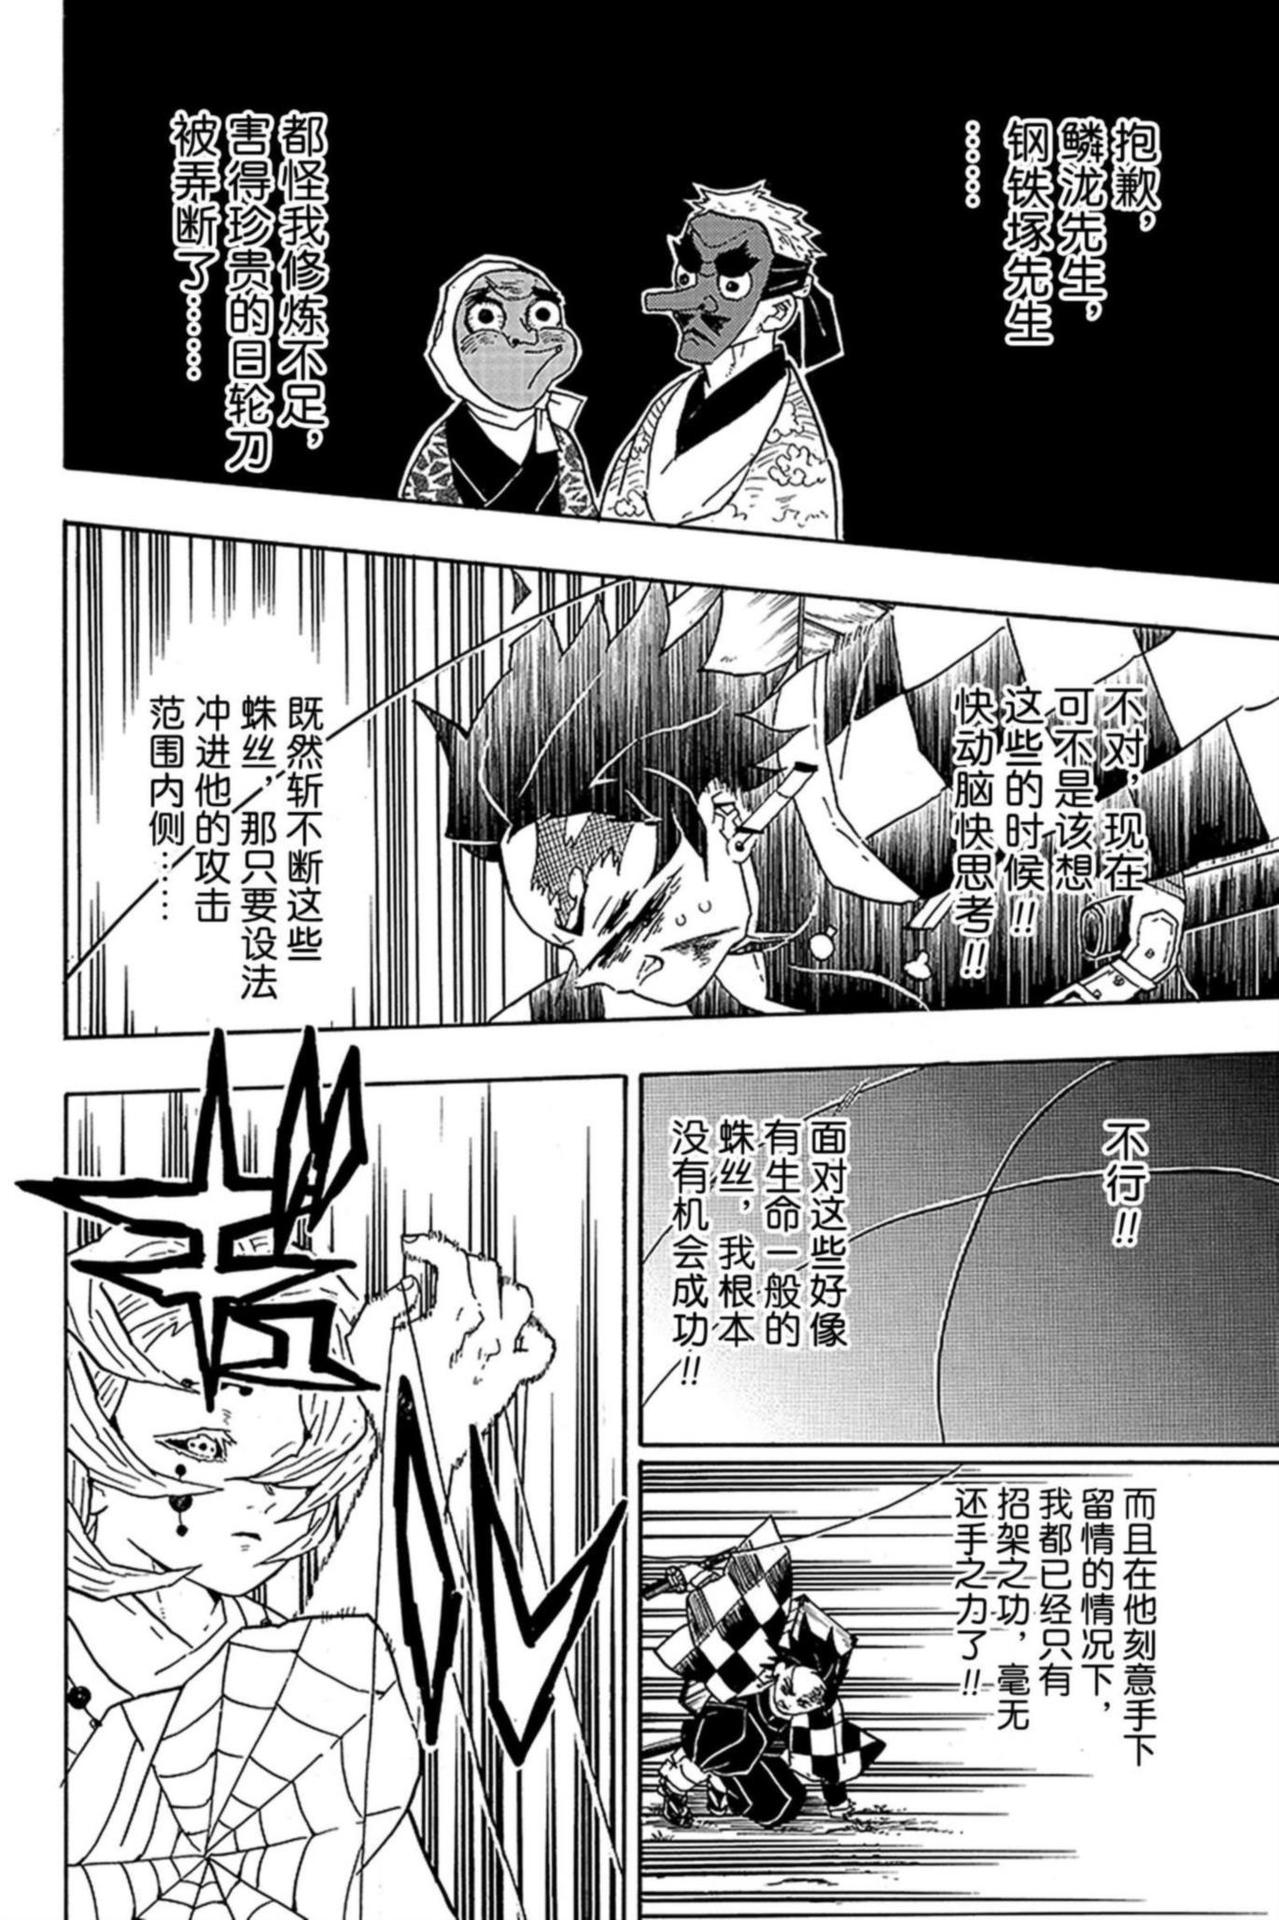 抱歉，
鳞泷先生，
钢铁塚先生
……
都怪我修炼不足，
害得珍贵的日轮刀
被弄断了……
不对，现在
可不是该想
这些的时候!!
快动脑快思考!!
既然斩不断这些
蛛丝，那只要设法
冲进他的攻击
范围内侧……
不行!!
面对这些好像
有生命一般的
蛛丝，我根本
没有机会成功!!
而且在他刻意手下
留情的情况下，
我都已经只有
招架之功，毫无
还手之力了!!